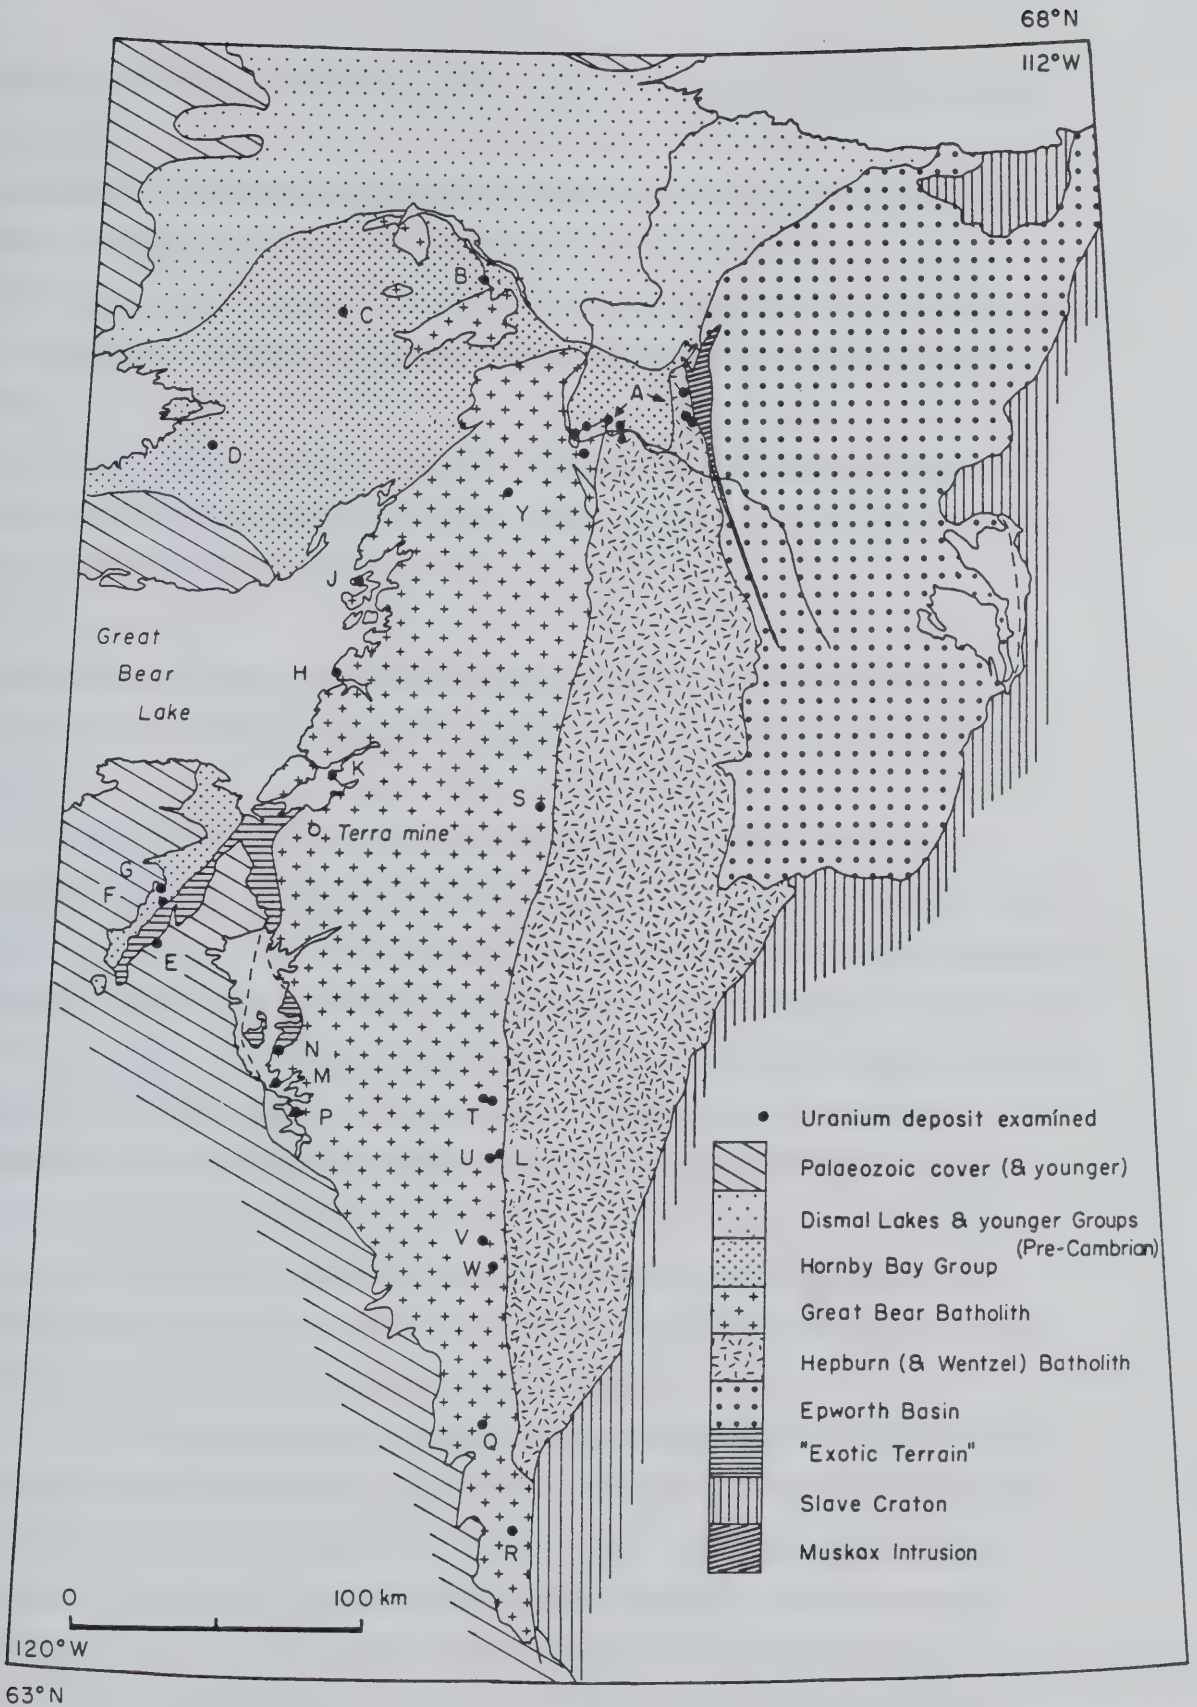 68°N
112°W
B
C
A
D
Y
J
Great
Bear
Lake
H
K
S
Terra mine
G
F
E
N
M
P
T
U
L
V
W
Q
R
Uranium deposit examined
Palaeozoic cover (& younger)
Dismal Lakes & younger Groups
(Pre-Cambrian)
Hornby Bay Group
Great Bear Batholith
Hepburn (& Wentzel) Batholith
Epworth Basin
"Exotic Terrain"
Slave Craton
Muskox Intrusion
0 100 km
120°W
63°N